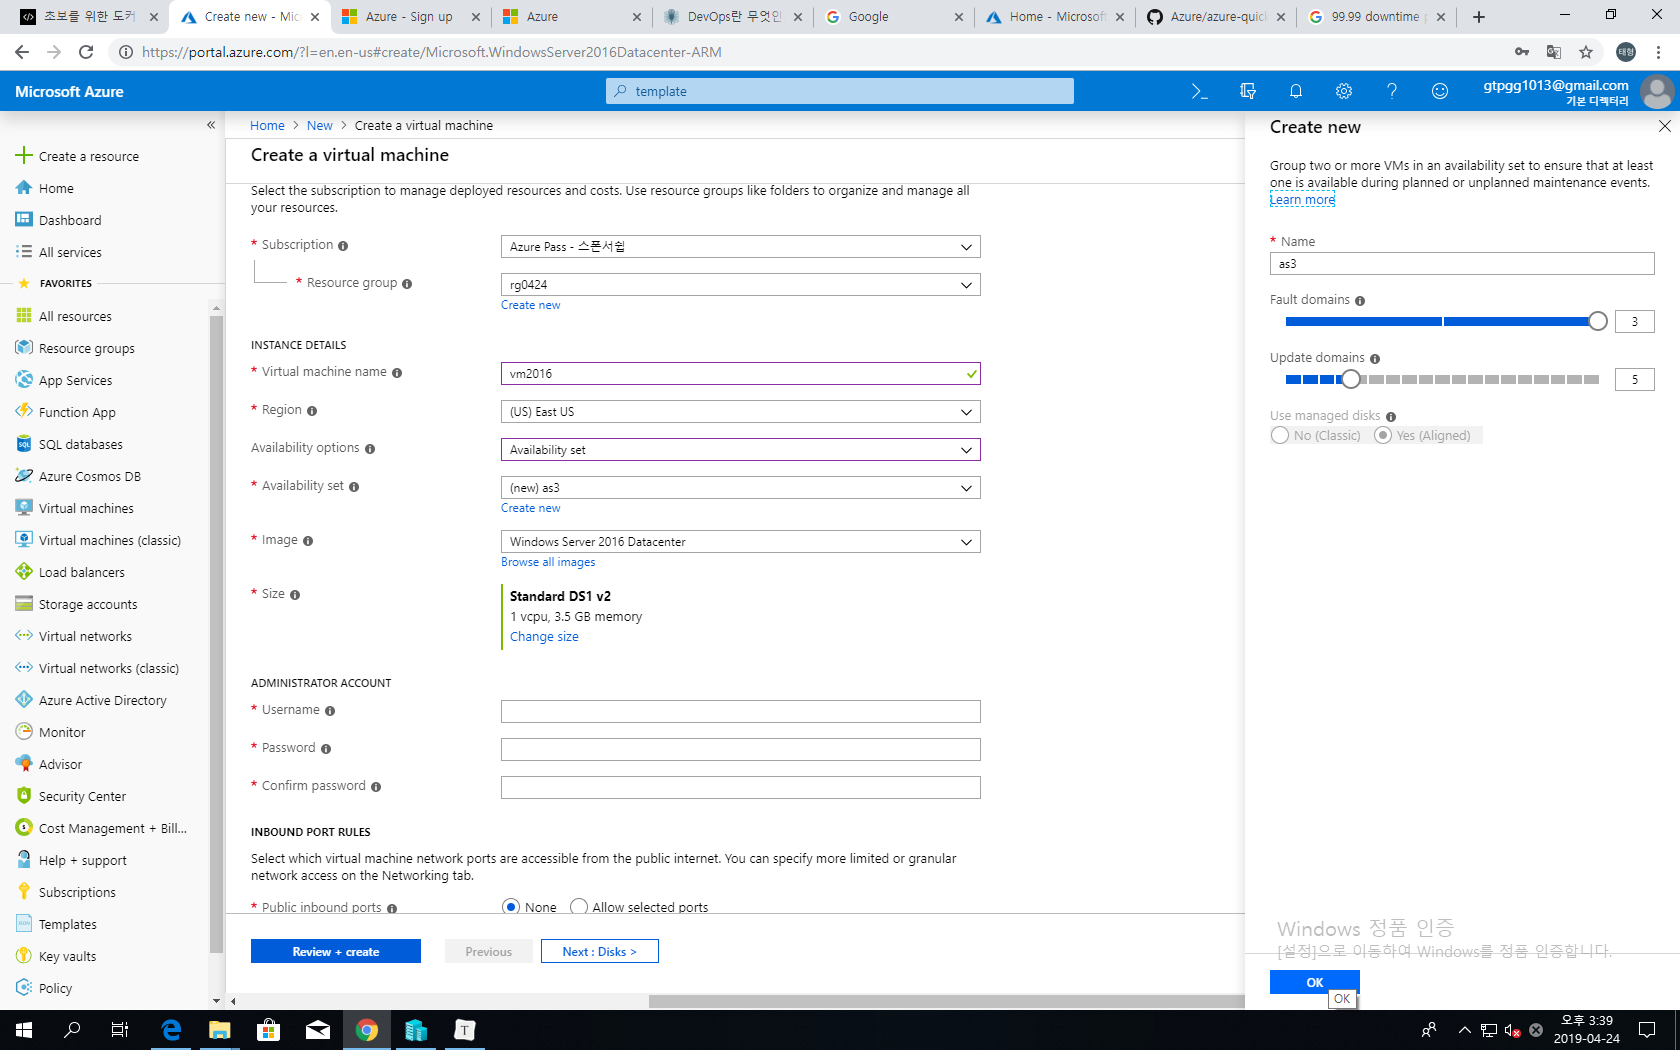 초보를 위한 도커
Create new - Mic
Azure - Sign up
Azure
DevOps란 무엇인
Google
Home - Microsoft
Azure/azure-quic
99.99 downtime p
https://portal.azure.com/?l=en.en-us#create/Microsoft.WindowsServer2016Datacenter-ARM
태형
Microsoft Azure
template
gtpgg1013@gmail.com
기본 디렉터리
Create a resource
Home
Dashboard
All services
FAVORITES
All resources
Resource groups
App Services
Function App
SQL databases
Azure Cosmos DB
Virtual machines
Virtual machines (classic)
Load balancers
Storage accounts
Virtual networks
Virtual networks (classic)
Azure Active Directory
Monitor
Advisor
Security Center
Cost Management + Bill...
Help + support
Subscriptions
Templates
Key vaults
Policy
Home > New > Create a virtual machine
Create a virtual machine
Select the subscription to manage deployed resources and costs. Use resource groups like folders to organize and manage all
your resources.
* Subscription
Azure Pass - 스폰서쉽
* Resource group
rg0424
Create new
INSTANCE DETAILS
* Virtual machine name
vm2016
* Region
(US) East US
Availability options
Availability set
* Availability set
(new) as3
Create new
* Image
Windows Server 2016 Datacenter
Browse all images
* Size
Standard DS1 v2
1 vcpu, 3.5 GB memory
Change size
ADMINISTRATOR ACCOUNT
* Username
* Password
* Confirm password
INBOUND PORT RULES
Select which virtual machine network ports are accessible from the public internet. You can specify more limited or granular
network access on the Networking tab.
* Public inbound ports
None
Allow selected ports
Review + create
Previous
Next : Disks >
Create new
Group two or more VMs in an availability set to ensure that at least
one is available during planned or unplanned maintenance events.
Learn more
* Name
as3
Fault domains
3
Update domains
5
Use managed disks
No (Classic)
Yes (Aligned)
Windows 정품 인증
[설정]으로 이동하여 Windows를 정품 인증합니다.
OK
OK
오후 3:39
2019-04-24